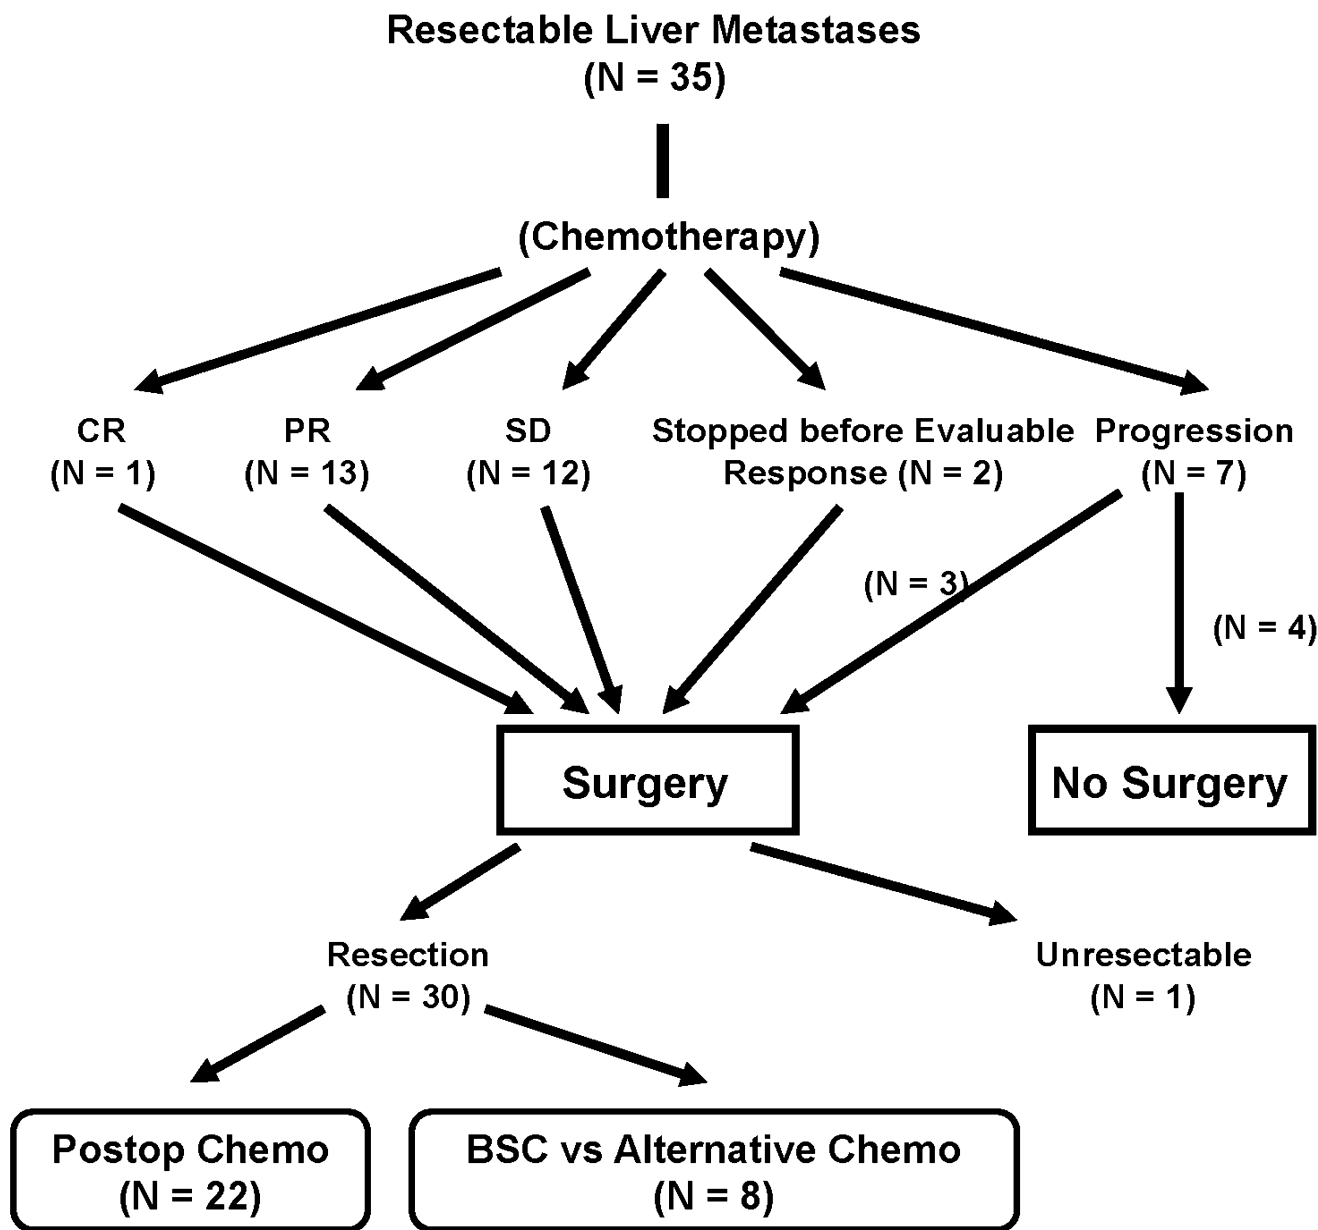 Resectable Liver Metastases
(N = 35)
(Chemotherapy)
CR
(N = 1)
PR
(N = 13)
SD
(N = 12)
Stopped before Evaluable
Response (N = 2)
Progression
(N = 7)
(N = 3)
(N = 4)
Surgery
No Surgery
Resection
(N = 30)
Unresectable
(N = 1)
Postop Chemo
(N = 22)
BSC vs Alternative Chemo
(N = 8)